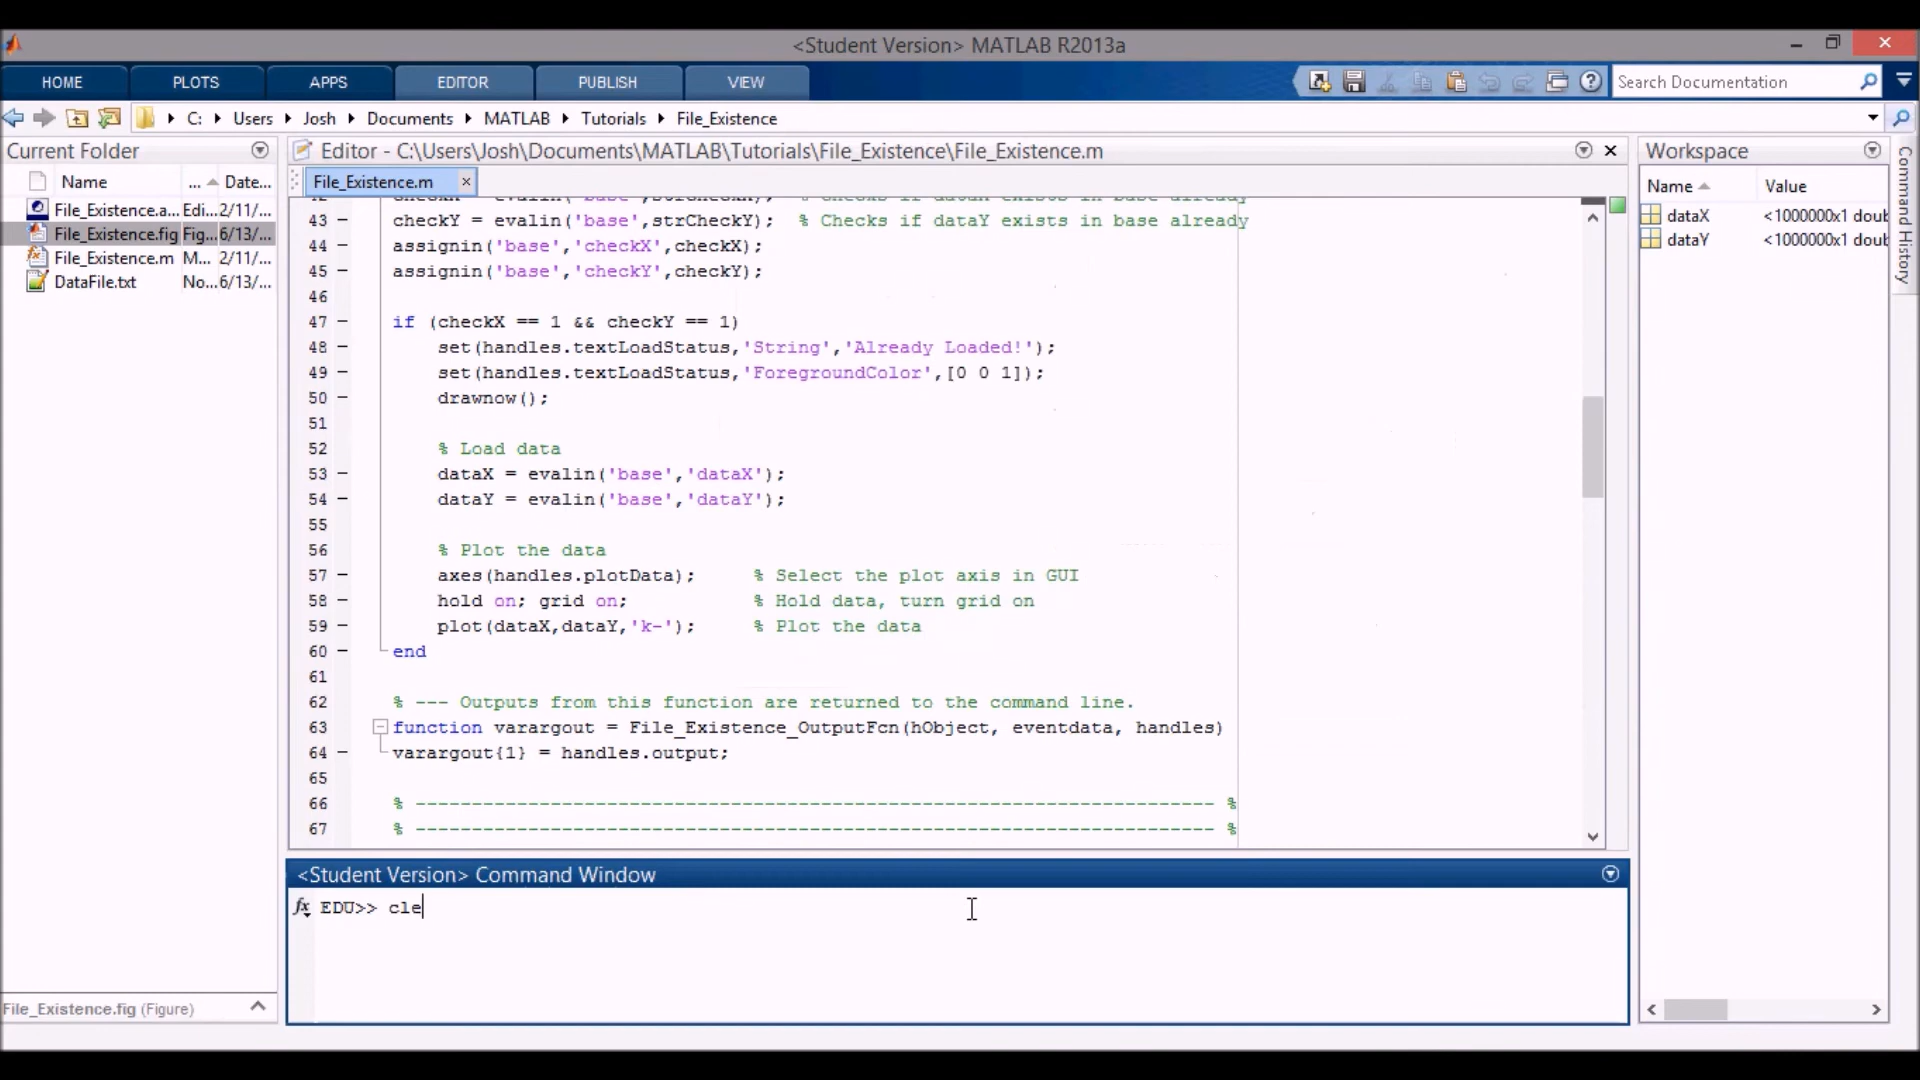 <Student Version> MATLAB R2013a
HOME PLOTS APPS EDITOR PUBLISH VIEW
Search Documentation
C: Users Josh Documents MATLAB Tutorials File_Existence
Current Folder
Name ... Date...
File_Existence.a... Edi... 2/11/...
File_Existence.fig Fig... 6/13/...
File_Existence.m M... 2/11/...
DataFile.txt No... 6/13/...
File_Existence.fig (Figure)
Editor - C:\Users\Josh\Documents\MATLAB\Tutorials\File_Existence\File_Existence.m
File_Existence.m
43 - checkY = evalin('base',strCheckY); % Checks if dataY exists in base already
44 - assignin('base','checkX',checkX);
45 - assignin('base','checkY',checkY);
46
47 - if (checkX == 1 && checkY == 1)
48 - set(handles.textLoadStatus,'String','Already Loaded!');
49 - set(handles.textLoadStatus,'ForegroundColor',[0 0 1]);
50 - drawnow();
51
52 % Load data
53 - dataX = evalin('base','dataX');
54 - dataY = evalin('base','dataY');
55
56 % Plot the data
57 - axes(handles.plotData); % Select the plot axis in GUI
58 - hold on; grid on; % Hold data, turn grid on
59 - plot(dataX,dataY,'k-'); % Plot the data
60 - end
61
62 % --- Outputs from this function are returned to the command line.
63 function varargout = File_Existence_OutputFcn(hObject, eventdata, handles)
64 - varargout{1} = handles.output;
65
66 % ----------------------------------------------------------------------- %
67 % ----------------------------------------------------------------------- %
<Student Version> Command Window
fx EDU>> cle
Workspace
Name Value
dataX <1000000x1 doub
dataY <1000000x1 doub
Command History